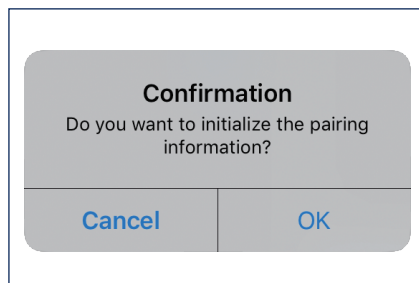 Confirmation
Do you want to initialize the pairing
information?
Cancel
OK